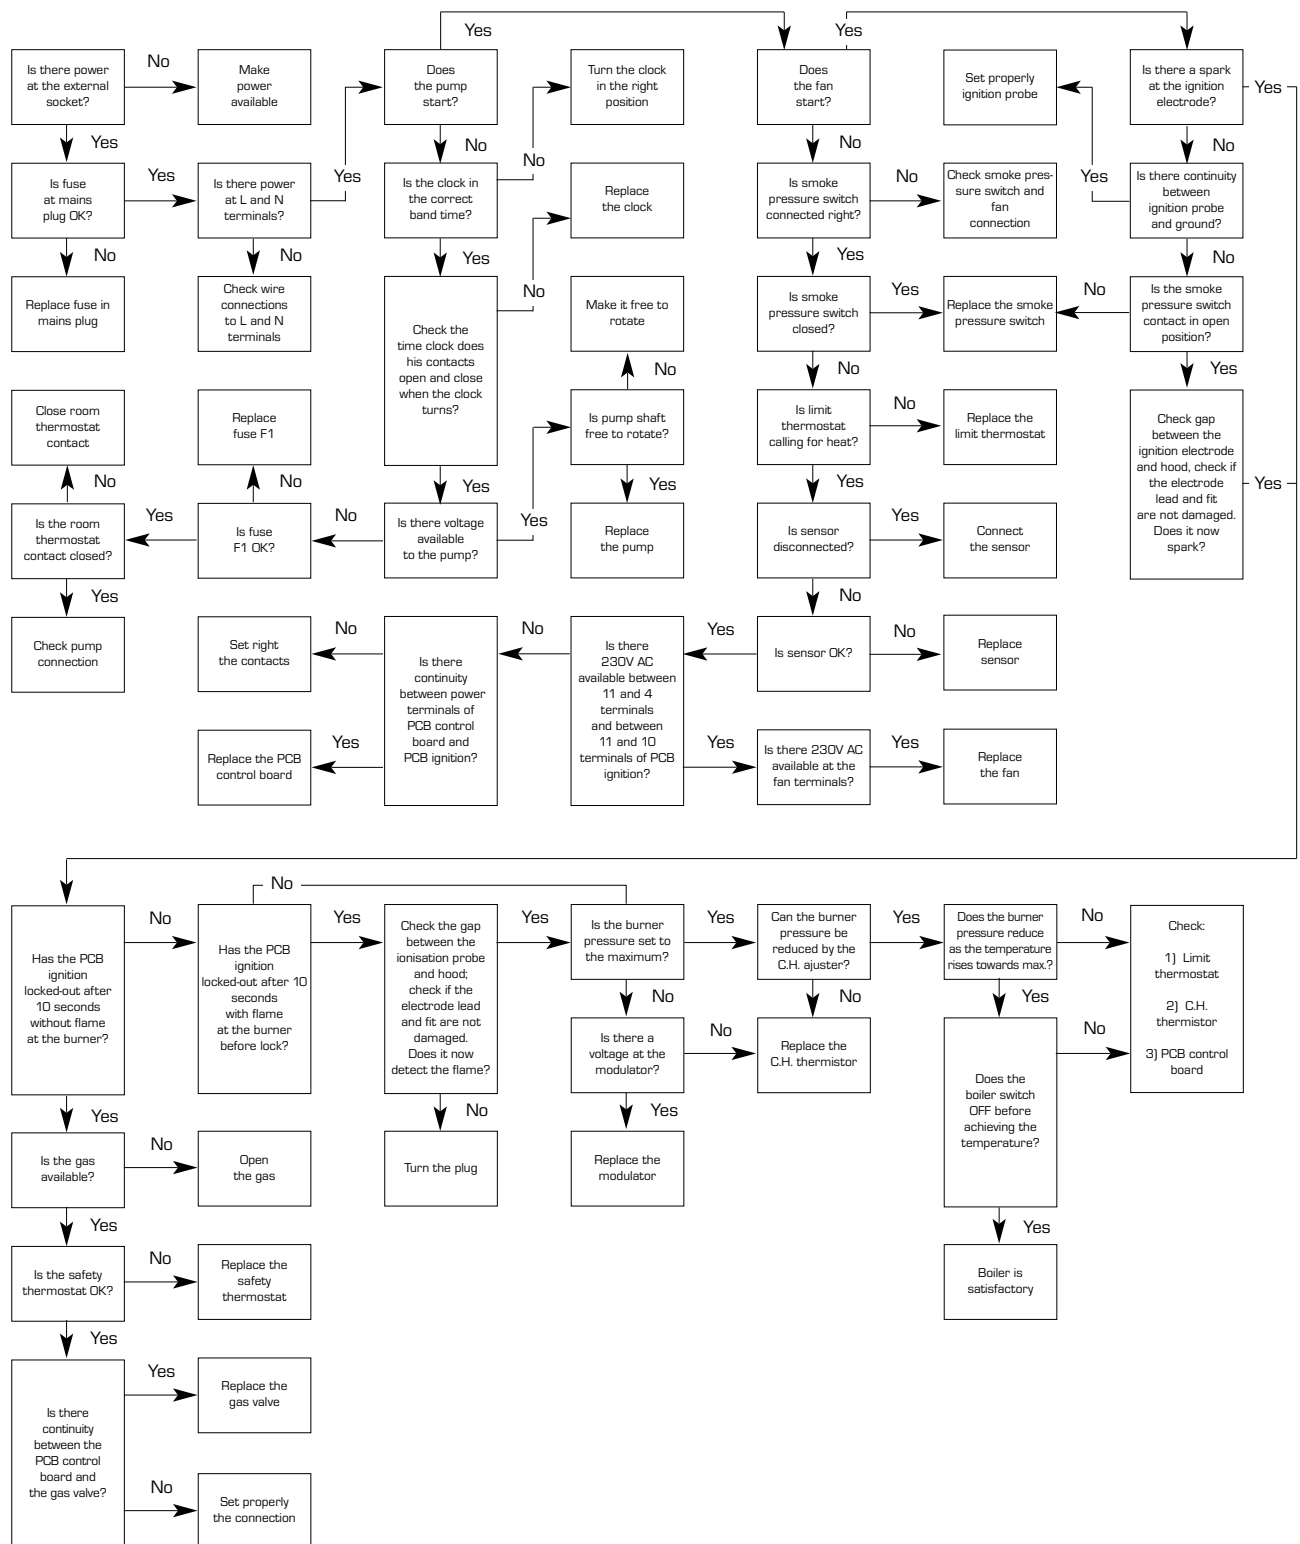 Is there power
at the external
socket?
No
Make
power
available
Yes
Is fuse
at mains
plug OK?
Yes
Is there power
at L and N
terminals?
Yes
No
Replace fuse in
mains plug
No
Check wire
connections
to L and N
terminals
Yes
Does
the pump
start?
No
Is the clock in
the correct
band time?
No
Turn the clock
in the right
position
Yes
Check the
time clock does
his contacts
open and close
when the clock
turns?
No
Replace
the clock
Yes
Is there voltage
available
to the pump?
Yes
Is pump shaft
free to rotate?
No
Make it free to
rotate
Yes
Replace
the pump
No
Is fuse
F1 OK?
No
Replace
fuse F1
Yes
Is the room
thermostat
contact closed?
No
Close room
thermostat
contact
Yes
Check pump
connection
Does
the fan
start?
Yes
No
Is smoke
pressure switch
connected right?
No
Check smoke pres-
sure switch and
fan
connection
Yes
Is smoke
pressure switch
closed?
Yes
Replace the smoke
pressure switch
No
Is limit
thermostat
calling for heat?
No
Replace the
limit thermostat
Yes
Is sensor
disconnected?
Yes
Connect
the sensor
No
Is sensor OK?
No
Replace
sensor
Yes
Is there
230V AC
available between
11 and 4
terminals
and between
11 and 10
terminals of PCB
ignition?
No
Is there
continuity
between power
terminals of
PCB control
board and
PCB ignition?
No
Set right
the contacts
Yes
Replace the PCB
control board
Yes
Is there 230V AC
available at the
fan terminals?
Yes
Replace
the fan
Is there a spark
at the ignition
electrode?
Yes
No
Is there continuity
between
ignition probe
and ground?
Yes
Set properly
ignition probe
No
Is the smoke
pressure switch
contact in open
position?
No
Yes
Check gap
between the
ignition electrode
and hood, check if
the electrode
lead and fit
are not damaged.
Does it now
spark?
Yes
Has the PCB
ignition
locked-out after
10 seconds
without flame
at the burner?
No
Has the PCB
ignition
locked-out after 10
seconds
with flame
at the burner
before lock?
No
Yes
Check the gap
between the
ionisation probe
and hood;
check if the
electrode lead
and fit are not
damaged.
Does it now
detect the flame?
Yes
No
Turn the plug
Is the burner
pressure set to
the maximum?
Yes
No
Is there a
voltage at the
modulator?
No
Yes
Replace the
modulator
Can the burner
pressure be
reduced by the
C.H. ajuster?
Yes
No
Replace the
C.H. thermistor
Does the burner
pressure reduce
as the temperature
rises towards max.?
No
Yes
Check:
1) Limit
thermostat
2) C.H.
thermistor
3) PCB control
board
Does the
boiler switch
OFF before
achieving the
temperature?
No
Yes
Boiler is
satisfactory
Yes
Is the gas
available?
No
Open
the gas
Yes
Is the safety
thermostat OK?
No
Replace the
safety
thermostat
Yes
Is there
continuity
between the
PCB control
board and
the gas valve?
Yes
Replace the
gas valve
No
Set properly
the connection